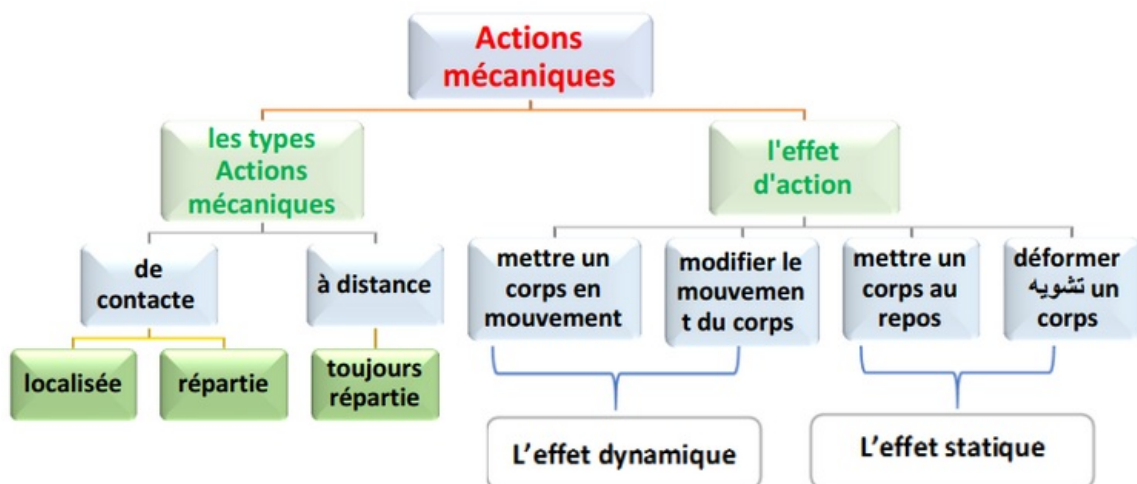 Actions
mécaniques
les types
Actions
mécaniques
l'effet
d'action
de
contacte
à distance
mettre un
corps en
mouvement
modifier le
mouvemen
t du corps
mettre un
corps au
repos
déformer
تشويه un
corps
localisée
répartie
toujours
répartie
L’effet dynamique
L’effet statique